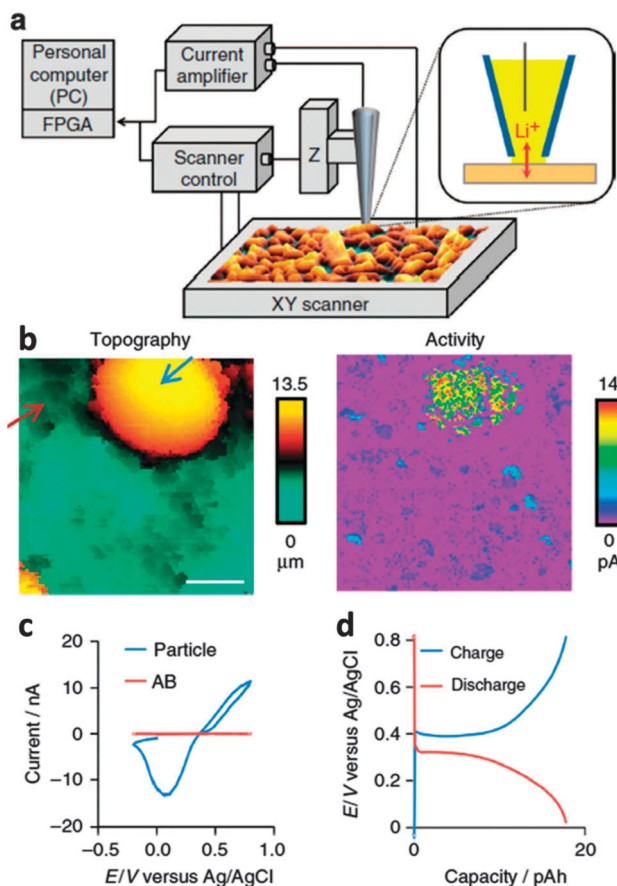 a
Personal
computer
(PC)
FPGA
Current
amplifier
Scanner
control
Z
Li+
XY scanner
b
Topography
13.5
0
μm
Activity
14
0
pA
c
Particle
AB
Current / nA
20
10
0
−10
−20
−0.5
0.0
0.5
1.0
E/V versus Ag/AgCl
d
Charge
Discharge
E/V versus Ag/AgCl
0.8
0.6
0.4
0.2
0
0
20
Capacity / pAh